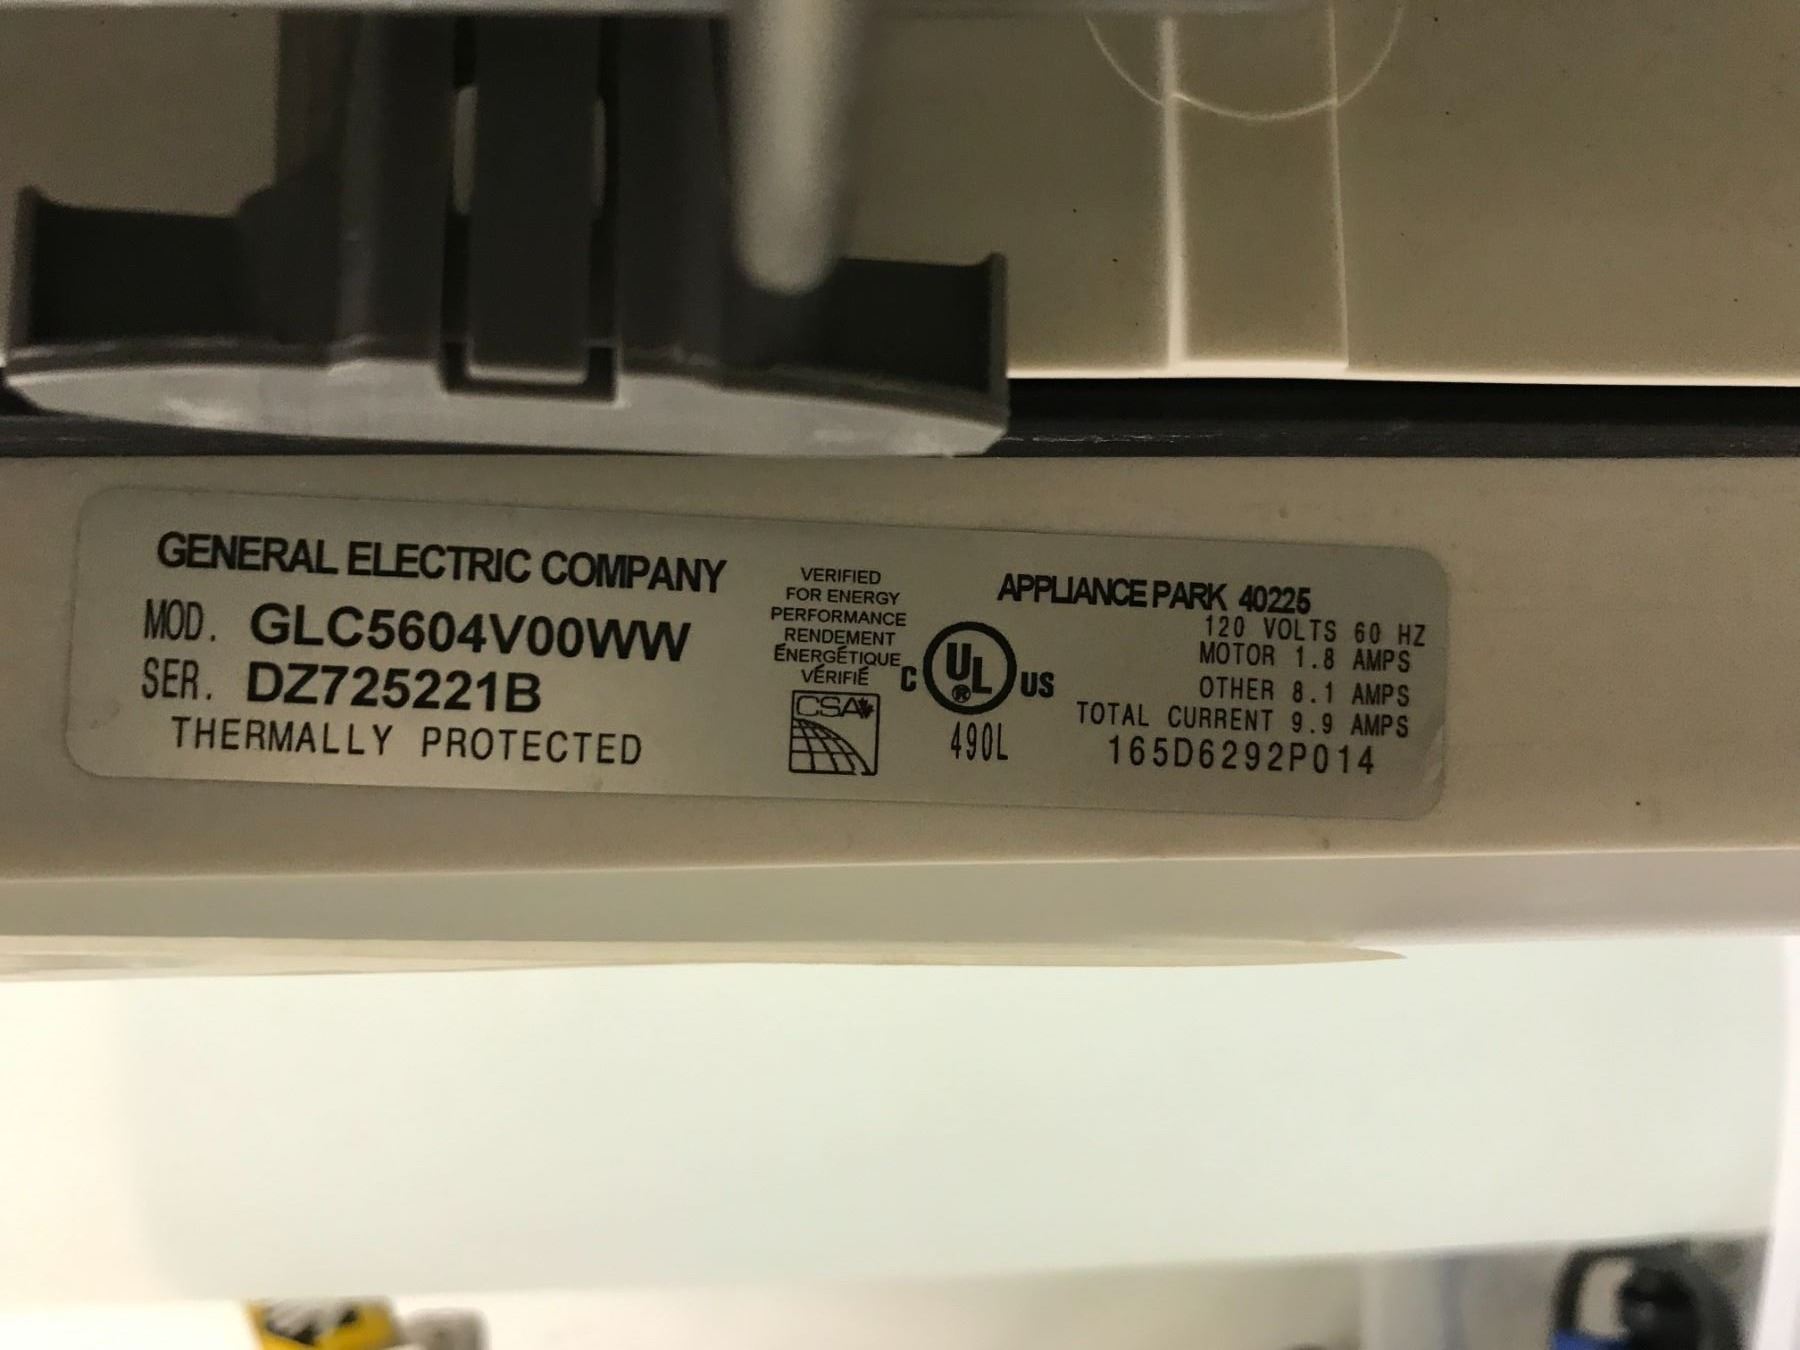 GENERAL ELECTRIC COMPANY
MOD. GLC5604V00WW
SER. DZ725221B
THERMALLY PROTECTED
VERIFIED
FOR ENERGY
PERFORMANCE
RENDEMENT
ÉNERGÉTIQUE
VÉRIFIÉ
CSA
C UL® US
490L
APPLIANCE PARK 40225
120 VOLTS 60 HZ
MOTOR 1.8 AMPS
OTHER 8.1 AMPS
TOTAL CURRENT 9.9 AMPS
165D6292P014